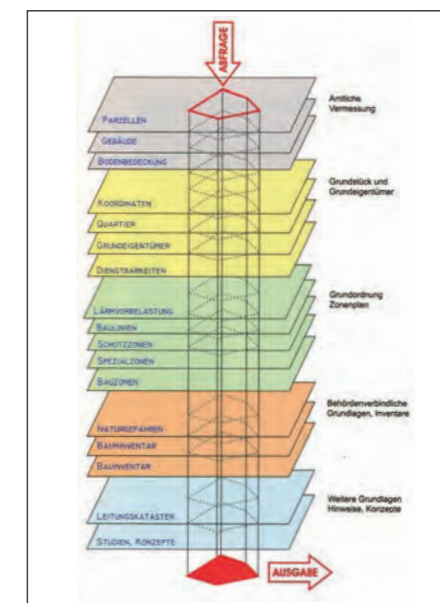 ABFRAGE
Amtliche
Vermessung
PARZELLEN
GEBÄUDE
BODENBEDECKUNG
Grundstück und
Grundeigentümer
KOORDINATEN
QUARTIER
GRUNDEIGENTÜMER
DIENSTBARKEITEN
Grundordnung
Zonenplan
LÄRMVORBELASTUNG
BAULINIEN
SCHUTZZONEN
SPEZIALZONEN
BAUZONEN
Behördenverbindliche
Grundlagen, Inventare
NATURGEFAHREN
BAUMINVENTAR
BAUINVENTAR
Weitere Grundlagen
Hinweise, Konzepte
LEITUNGSKATASTER
STUDIEN, KONZEPTE
AUSGABE